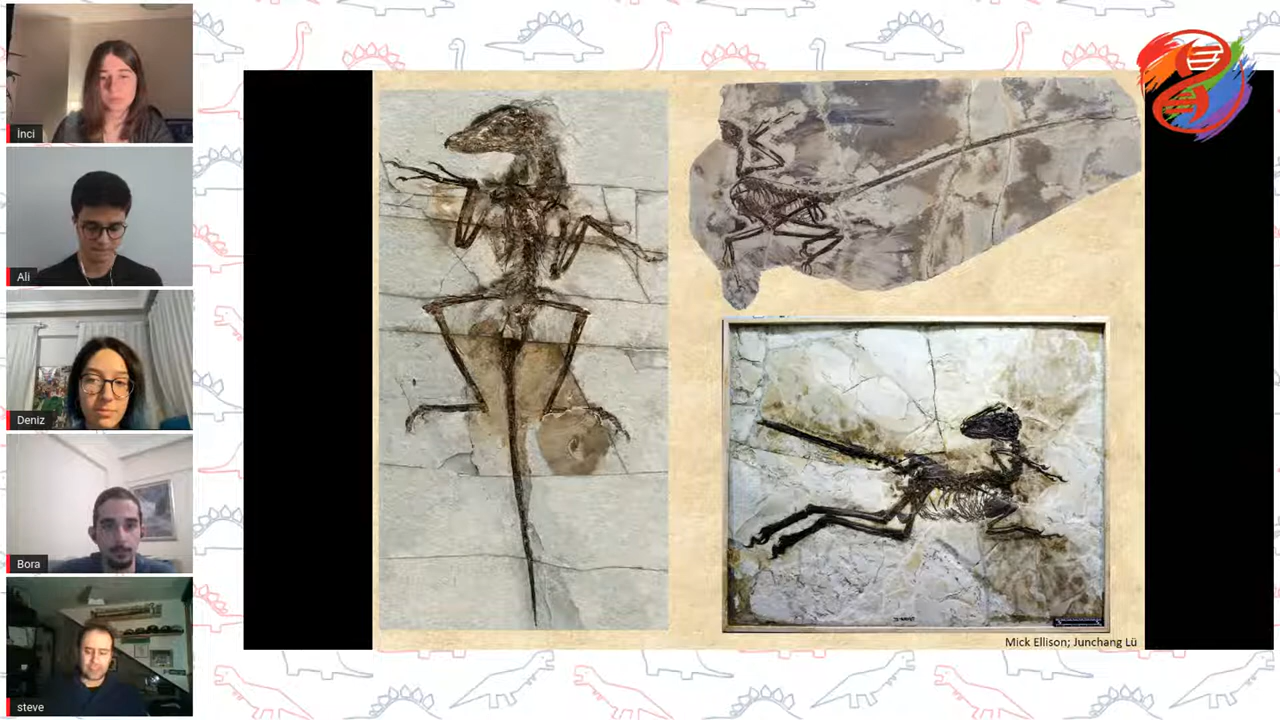 İnci
Ali
Deniz
Bora
steve
Mick Ellison; Junchang Lü